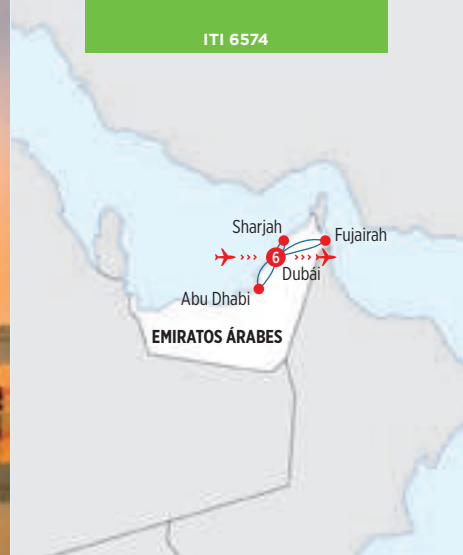 ITI 6574
Sharjah
Fujairah
6
Dubái
Abu Dhabi
EMIRATOS ÁRABES